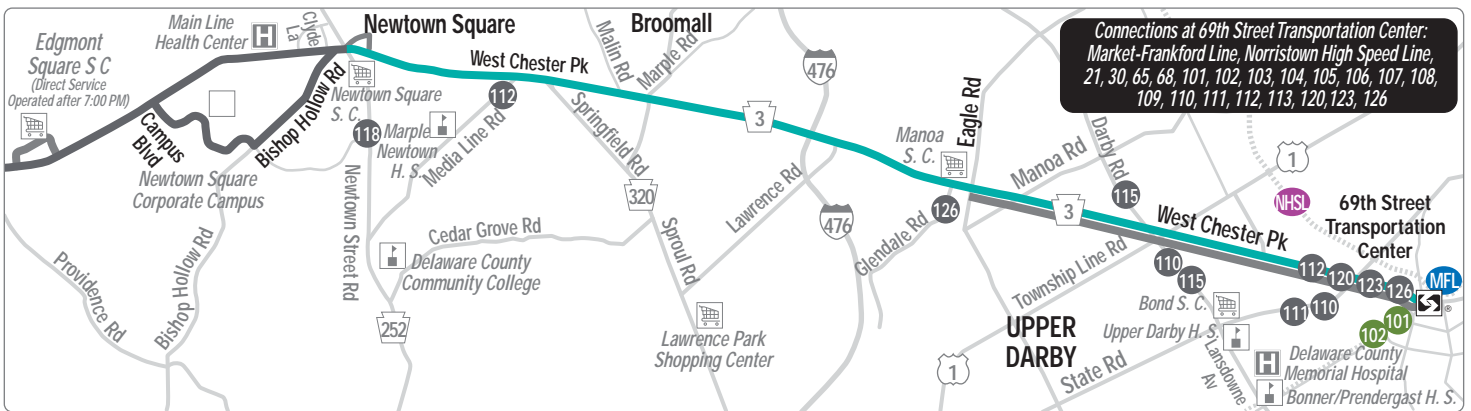 Edgmont
Square S C
(Direct Service
Operated after 7:00 PM)
Main Line
Health Center
H
Clyde
La
Newtown Square
Broomall
Malin Rd
Marple Rd
West Chester Pk
476
Connections at 69th Street Transportation Center:
Market-Frankford Line, Norristown High Speed Line,
21, 30, 65, 68, 101, 102, 103, 104, 105, 106, 107, 108,
109, 110, 111, 112, 113, 120,123, 126
Campus
Blvd
Bishop Hollow Rd
Newtown Square
S. C.
118
Marple
Newtown
H. S.
112
Media Line Rd
Springfield Rd
320
3
Manoa
S. C.
Eagle Rd
Manoa Rd
Darby Rd
115
1
NHSL
69th Street
Transportation
Center
Newtown Square
Corporate Campus
Newtown Street Rd
Lawrence Rd
476
126
Glendale Rd
3
West Chester Pk
Cedar Grove Rd
Sproul Rd
Township Line Rd
110
115
112
120
123
126
MFL
®
Providence Rd
Bishop Hollow Rd
Delaware County
Community College
252
Lawrence Park
Shopping Center
1
UPPER
DARBY
State Rd
Bond S. C.
Upper Darby H. S.
111
110
102
101
Lansdowne
Av
H
Delaware County
Memorial Hospital
Bonner/Prendergast H. S.